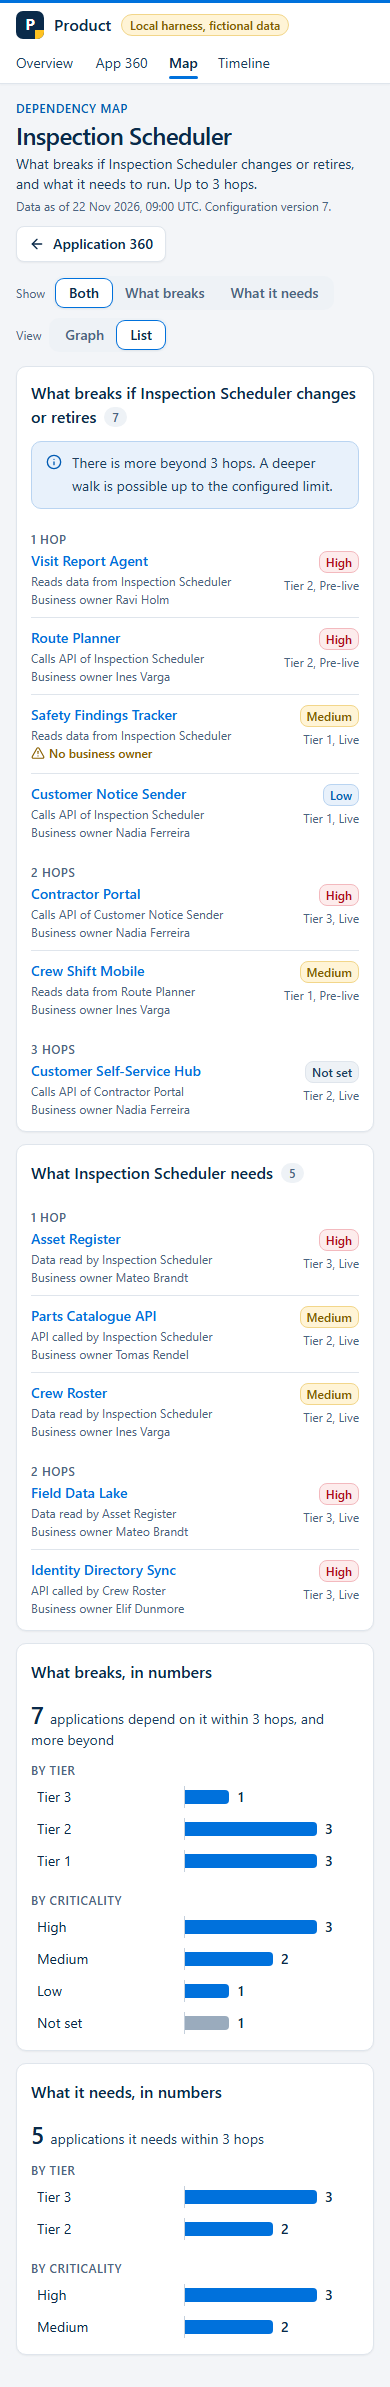 P Product Local harness, fictional data
Overview App 360 Map Timeline
DEPENDENCY MAP
Inspection Scheduler
What breaks if Inspection Scheduler changes or retires,
and what it needs to run. Up to 3 hops.
Data as of 22 Nov 2026, 09:00 UTC. Configuration version 7.
← Application 360
Show Both What breaks What it needs
View Graph List
What breaks if Inspection Scheduler changes
or retires 7
There is more beyond 3 hops. A deeper
walk is possible up to the configured limit.
1 HOP
Visit Report Agent High
Reads data from Inspection Scheduler Tier 2, Pre-live
Business owner Ravi Holm
Route Planner High
Calls API of Inspection Scheduler Tier 2, Pre-live
Business owner Ines Varga
Safety Findings Tracker Medium
Reads data from Inspection Scheduler Tier 1, Live
No business owner
Customer Notice Sender Low
Calls API of Inspection Scheduler Tier 1, Live
Business owner Nadia Ferreira
2 HOPS
Contractor Portal High
Calls API of Customer Notice Sender Tier 3, Live
Business owner Nadia Ferreira
Crew Shift Mobile Medium
Reads data from Route Planner Tier 1, Pre-live
Business owner Ines Varga
3 HOPS
Customer Self-Service Hub Not set
Calls API of Contractor Portal Tier 2, Live
Business owner Nadia Ferreira
What Inspection Scheduler needs 5
1 HOP
Asset Register High
Data read by Inspection Scheduler Tier 3, Live
Business owner Mateo Brandt
Parts Catalogue API Medium
API called by Inspection Scheduler Tier 2, Live
Business owner Tomas Rendel
Crew Roster Medium
Data read by Inspection Scheduler Tier 2, Live
Business owner Ines Varga
2 HOPS
Field Data Lake High
Data read by Asset Register Tier 3, Live
Business owner Mateo Brandt
Identity Directory Sync High
API called by Crew Roster Tier 3, Live
Business owner Elif Dunmore
What breaks, in numbers
7 applications depend on it within 3 hops, and
more beyond
BY TIER
Tier 3 1
Tier 2 3
Tier 1 3
BY CRITICALITY
High 3
Medium 2
Low 1
Not set 1
What it needs, in numbers
5 applications it needs within 3 hops
BY TIER
Tier 3 3
Tier 2 2
BY CRITICALITY
High 3
Medium 2